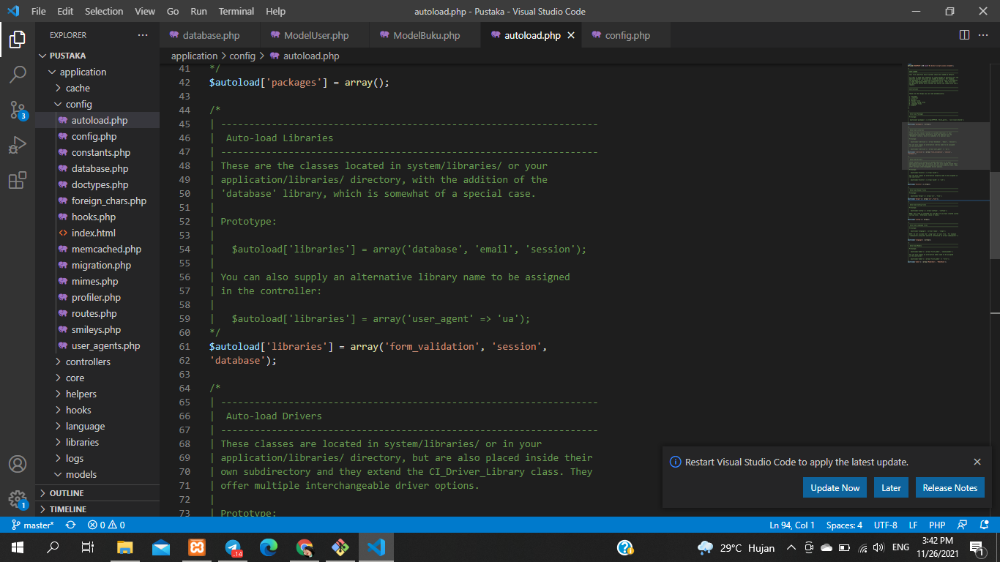 File Edit Selection View Go Run Terminal Help
autoload.php - Pustaka - Visual Studio Code
EXPLORER
PUSTAKA
application
cache
config
autoload.php
config.php
constants.php
database.php
doctypes.php
foreign_chars.php
hooks.php
index.html
memcached.php
migration.php
mimes.php
profiler.php
routes.php
smileys.php
user_agents.php
controllers
core
helpers
hooks
language
libraries
logs
models
OUTLINE
TIMELINE
3
1
database.php ModelUser.php ModelBuku.php autoload.php config.php
application > config > autoload.php
41 */
42 $autoload['packages'] = array();
43
44 /*
45 | -------------------------------------------------------------------
46 |  Auto-load Libraries
47 | -------------------------------------------------------------------
48 | These are the classes located in system/libraries/ or your
49 | application/libraries/ directory, with the addition of the
50 | 'database' library, which is somewhat of a special case.
51 |
52 | Prototype:
53 |
54 |   $autoload['libraries'] = array('database', 'email', 'session');
55 |
56 | You can also supply an alternative library name to be assigned
57 | in the controller:
58 |
59 |   $autoload['libraries'] = array('user_agent' => 'ua');
60 */
61 $autoload['libraries'] = array('form_validation', 'session',
62 'database');
63
64 /*
65 | -------------------------------------------------------------------
66 |  Auto-load Drivers
67 | -------------------------------------------------------------------
68 | These classes are located in system/libraries/ or in your
69 | application/libraries/ directory, but are also placed inside their
70 | own subdirectory and they extend the CI_Driver_Library class. They
71 | offer multiple interchangeable driver options.
72 |
73 | Prototype:
Restart Visual Studio Code to apply the latest update.
Update Now Later Release Notes
master* 0 0 Ln 94, Col 1 Spaces: 4 UTF-8 LF PHP
14
29°C Hujan ENG
3:42 PM
11/26/2021
1